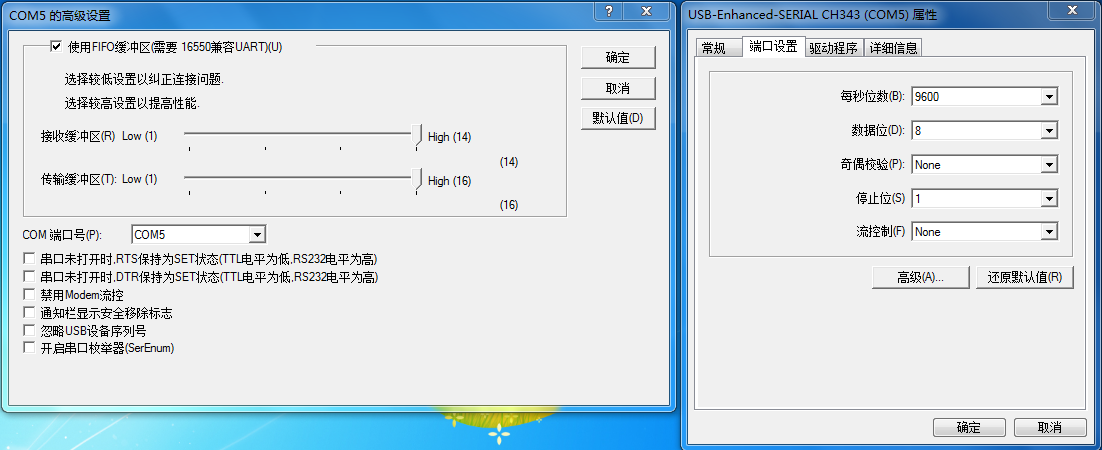 COM5 的高级设置
使用FIFO缓冲区(需要 16550兼容UART)(U)
选择较低设置以纠正连接问题.
选择较高设置以提高性能.
接收缓冲区(R) Low (1) High (14)
(14)
传输缓冲区(T): Low (1) High (16)
(16)
确定
取消
默认值(D)
COM 端口号(P): COM5
串口未打开时,RTS保持为SET状态(TTL电平为低,RS232电平为高)
串口未打开时,DTR保持为SET状态(TTL电平为低,RS232电平为高)
禁用Modem流控
通知栏显示安全移除标志
忽略USB设备序列号
开启串口枚举器(SerEnum)
USB-Enhanced-SERIAL CH343 (COM5) 属性
常规 端口设置 驱动程序 详细信息
每秒位数(B): 9600
数据位(D): 8
奇偶校验(P): None
停止位(S) 1
流控制(F) None
高级(A)... 还原默认值(R)
确定 取消